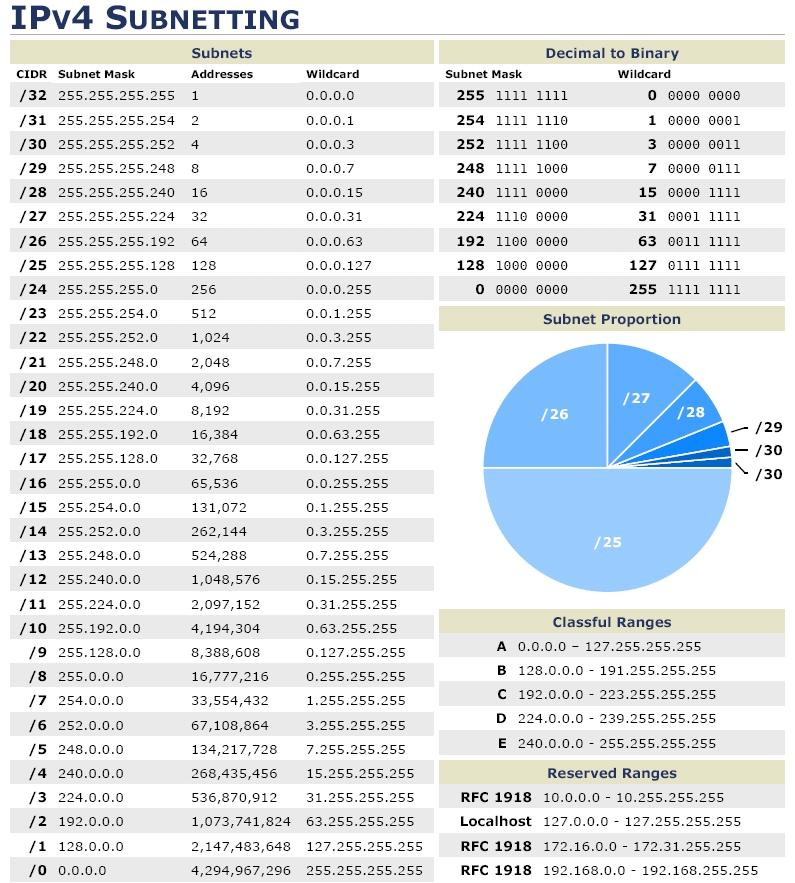 IPv4 Subnetting
Subnets
CIDR Subnet Mask Addresses Wildcard
/32 255.255.255.255 1 0.0.0.0
/31 255.255.255.254 2 0.0.0.1
/30 255.255.255.252 4 0.0.0.3
/29 255.255.255.248 8 0.0.0.7
/28 255.255.255.240 16 0.0.0.15
/27 255.255.255.224 32 0.0.0.31
/26 255.255.255.192 64 0.0.0.63
/25 255.255.255.128 128 0.0.0.127
/24 255.255.255.0 256 0.0.0.255
/23 255.255.254.0 512 0.0.1.255
/22 255.255.252.0 1,024 0.0.3.255
/21 255.255.248.0 2,048 0.0.7.255
/20 255.255.240.0 4,096 0.0.15.255
/19 255.255.224.0 8,192 0.0.31.255
/18 255.255.192.0 16,384 0.0.63.255
/17 255.255.128.0 32,768 0.0.127.255
/16 255.255.0.0 65,536 0.0.255.255
/15 255.254.0.0 131,072 0.1.255.255
/14 255.252.0.0 262,144 0.3.255.255
/13 255.248.0.0 524,288 0.7.255.255
/12 255.240.0.0 1,048,576 0.15.255.255
/11 255.224.0.0 2,097,152 0.31.255.255
/10 255.192.0.0 4,194,304 0.63.255.255
/9 255.128.0.0 8,388,608 0.127.255.255
/8 255.0.0.0 16,777,216 0.255.255.255
/7 254.0.0.0 33,554,432 1.255.255.255
/6 252.0.0.0 67,108,864 3.255.255.255
/5 248.0.0.0 134,217,728 7.255.255.255
/4 240.0.0.0 268,435,456 15.255.255.255
/3 224.0.0.0 536,870,912 31.255.255.255
/2 192.0.0.0 1,073,741,824 63.255.255.255
/1 128.0.0.0 2,147,483,648 127.255.255.255
/0 0.0.0.0 4,294,967,296 255.255.255.255
Decimal to Binary
Subnet Mask Wildcard
255 1111 1111 0 0000 0000
254 1111 1110 1 0000 0001
252 1111 1100 3 0000 0011
248 1111 1000 7 0000 0111
240 1111 0000 15 0000 1111
224 1110 0000 31 0001 1111
192 1100 0000 63 0011 1111
128 1000 0000 127 0111 1111
0 0000 0000 255 1111 1111
Subnet Proportion
/27
/28
/26
/29
/30
/30
/25
Classful Ranges
A 0.0.0.0 – 127.255.255.255
B 128.0.0.0 - 191.255.255.255
C 192.0.0.0 - 223.255.255.255
D 224.0.0.0 - 239.255.255.255
E 240.0.0.0 - 255.255.255.255
Reserved Ranges
RFC 1918 10.0.0.0 - 10.255.255.255
Localhost 127.0.0.0 - 127.255.255.255
RFC 1918 172.16.0.0 - 172.31.255.255
RFC 1918 192.168.0.0 - 192.168.255.255